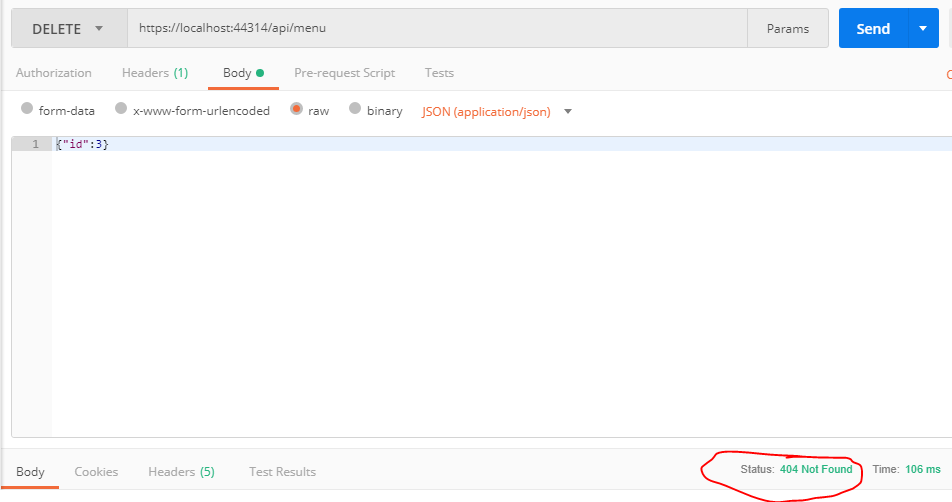 DELETE https://localhost:44314/api/menu Params Send
Authorization Headers (1) Body Pre-request Script Tests
form-data x-www-form-urlencoded raw binary JSON (application/json)
1 {"id":3}
Body Cookies Headers (5) Test Results Status: 404 Not Found Time: 106 ms